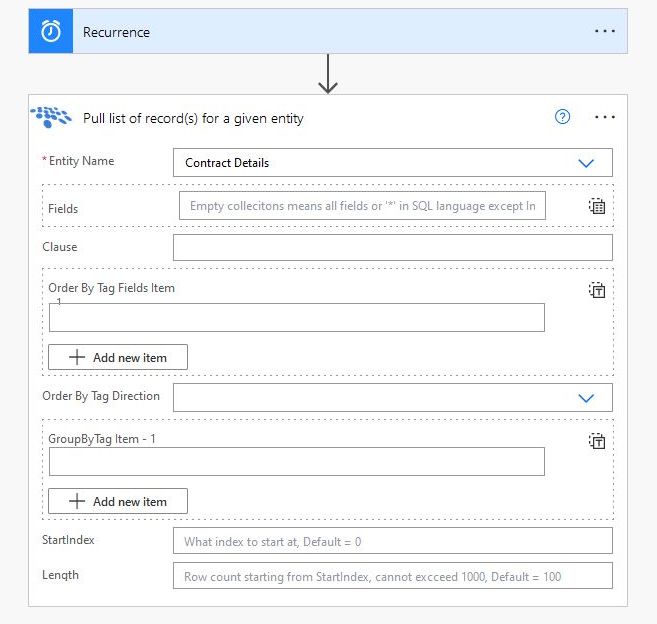 Recurrence
Pull list of record(s) for a given entity
* Entity Name
Contract Details
Fields
Empty collecitons means all fields or '*' in SQL language except In
Clause
Order By Tag Fields Item
- 1
Add new item
Order By Tag Direction
GroupByTag Item - 1
Add new item
StartIndex
What index to start at, Default = 0
Length
Row count starting from StartIndex, cannot excceed 1000, Default = 100